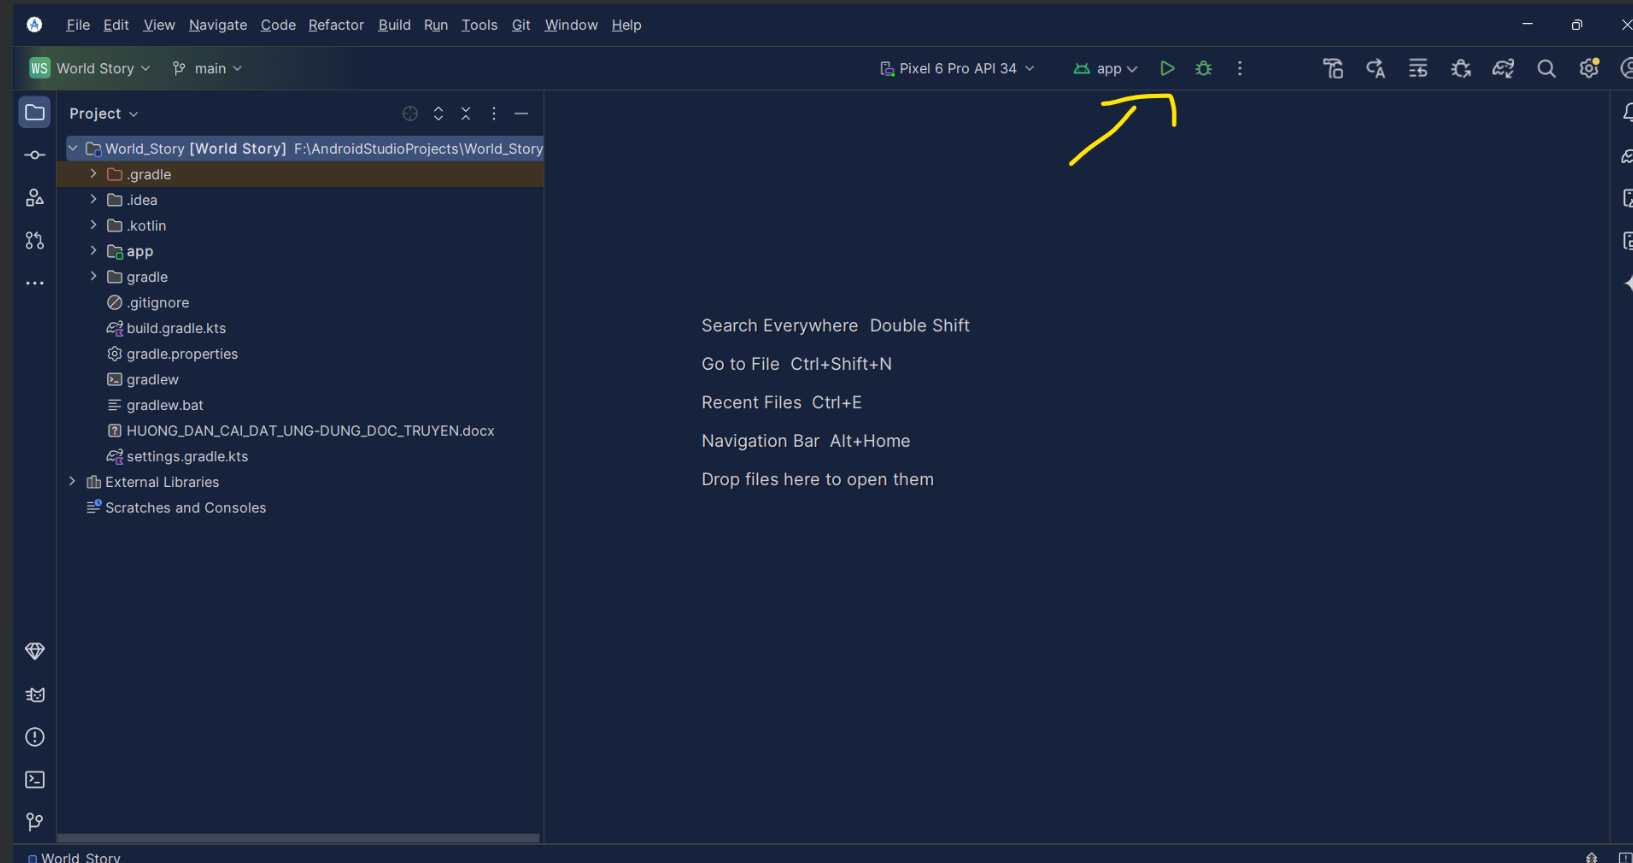 File Edit View Navigate Code Refactor Build Run Tools Git Window Help
WS World Story main Pixel 6 Pro API 34 app
Project
World_Story [World Story] F:\AndroidStudioProjects\World_Story
.gradle
.idea
.kotlin
app
gradle
.gitignore
build.gradle.kts
gradle.properties
gradlew
gradlew.bat
HUONG_DAN_CAI_DAT_UNG-DUNG_DOC_TRUYEN.docx
settings.gradle.kts
External Libraries
Scratches and Consoles
Search Everywhere Double Shift
Go to File Ctrl+Shift+N
Recent Files Ctrl+E
Navigation Bar Alt+Home
Drop files here to open them
World_Story